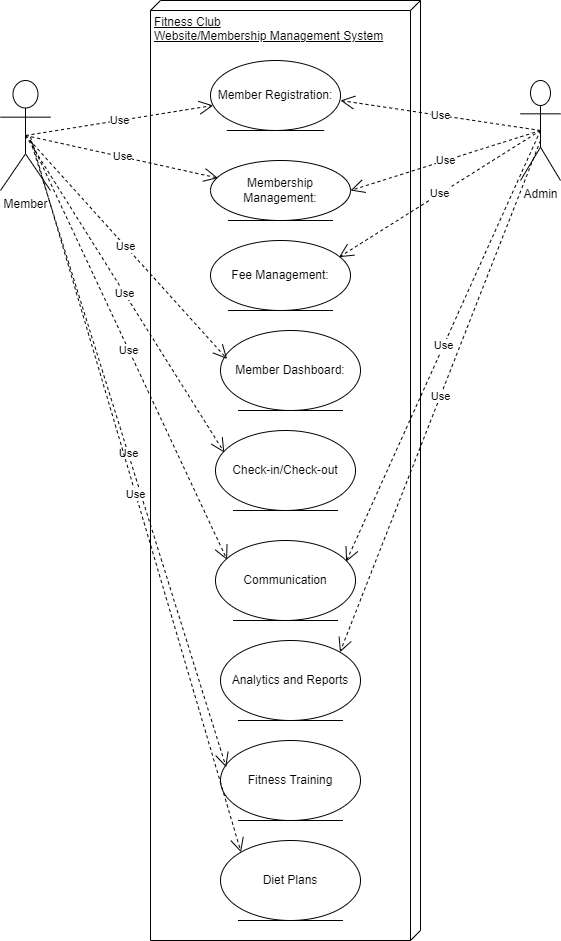 Fitness Club
Website/Membership Management System
Member Registration:
Use
Use
Use
Membership
Management:
Use
Use
Member
Admin
Use
Fee Management:
Use
Use
Use
Use
Member Dashboard:
Use
Use
Check-in/Check-out
Use
Communication
Analytics and Reports
Fitness Training
Diet Plans